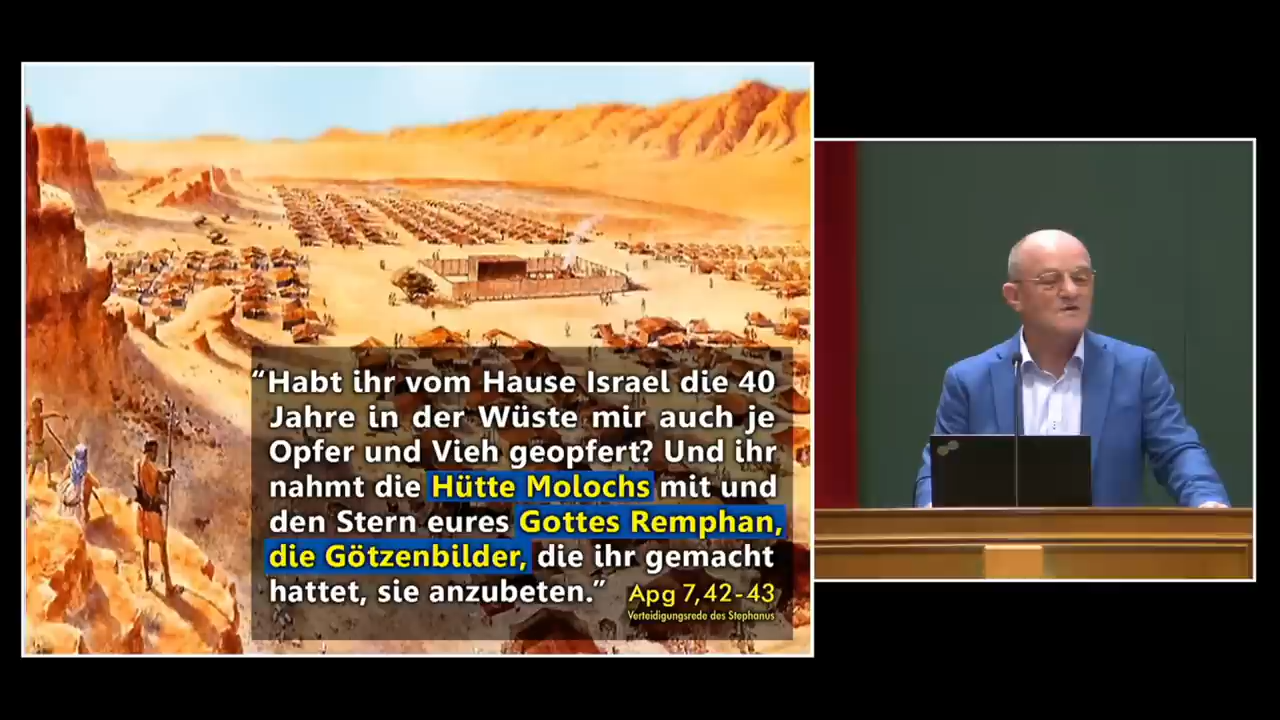 “Habt ihr vom Hause Israel die 40
Jahre in der Wüste mir auch je
Opfer und Vieh geopfert? Und ihr
nahmt die Hütte Molochs mit und
den Stern eures Gottes Remphan,
die Götzenbilder, die ihr gemacht
hattet, sie anzubeten.” Apg 7,42-43
Verteidigungsrede des Stephanus